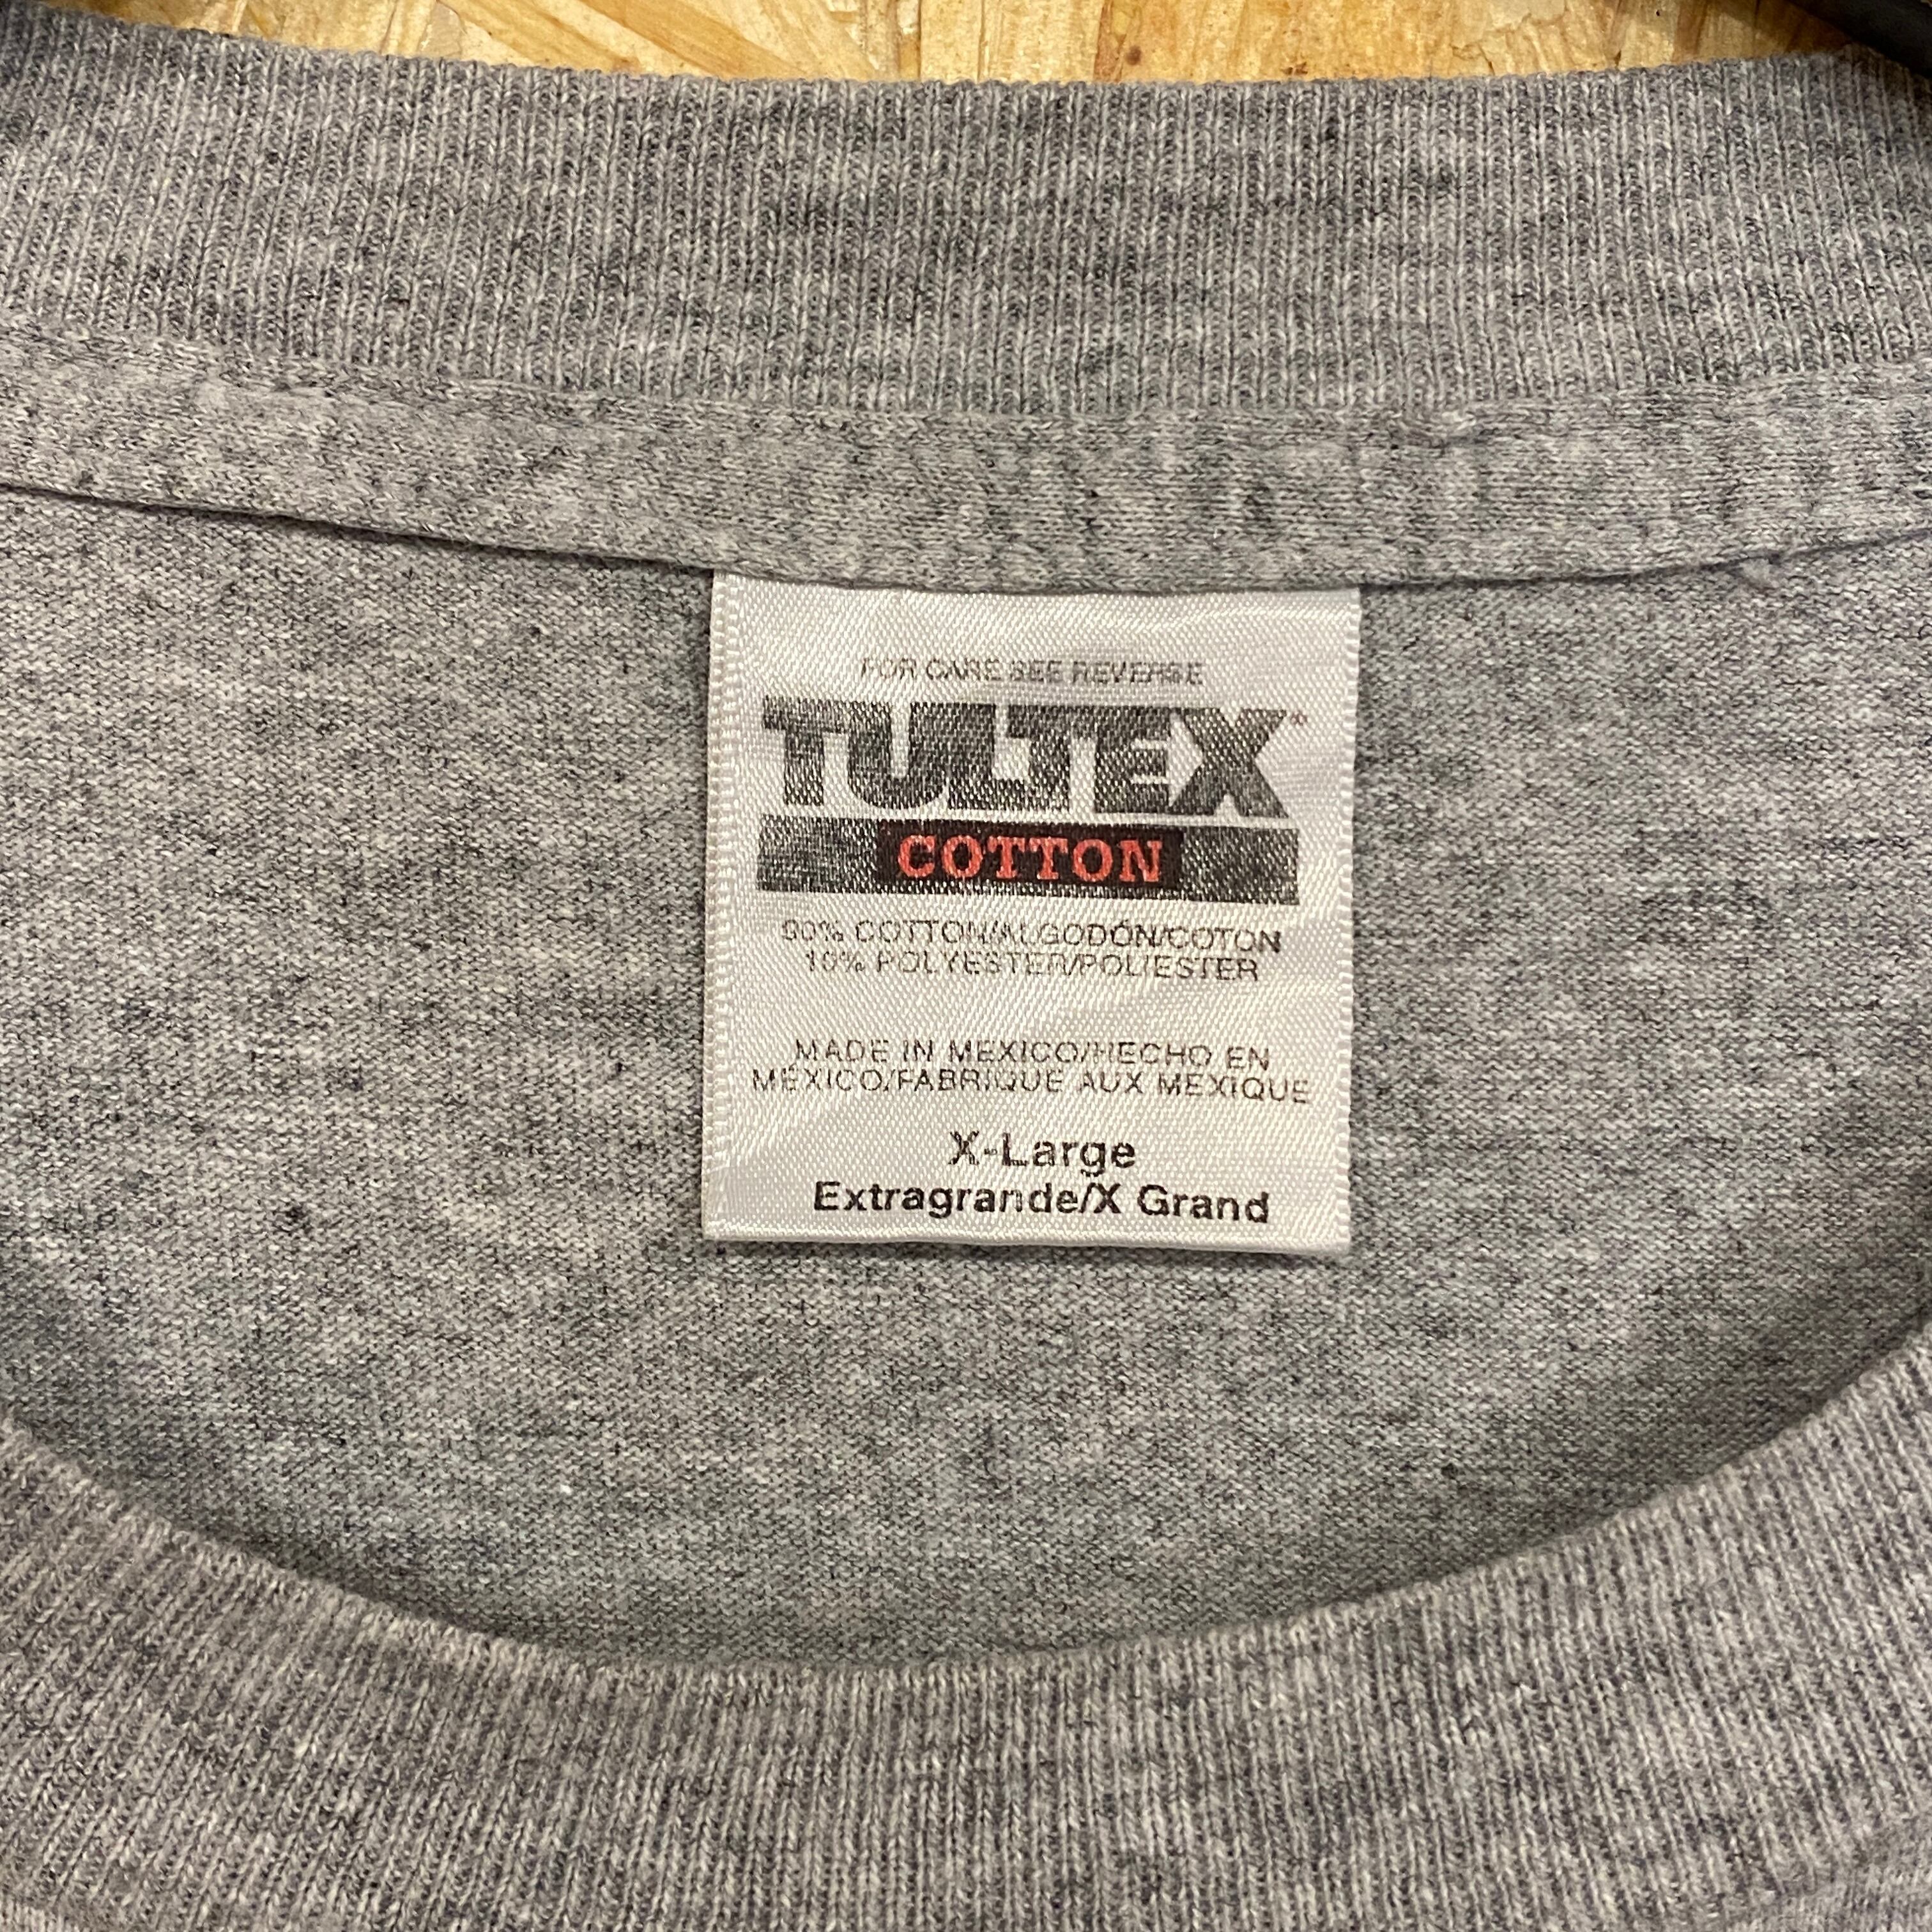 FOR CARE SEE REVERSE
TULTEX®
COTTON
90% COTTON/ALGODÓN/COTON
10% POLYESTER/POLIESTER
MADE IN MEXICO/HECHO EN
MÉXICO/FABRIQUE AUX MEXIQUE
X-Large
Extragrande/X Grand